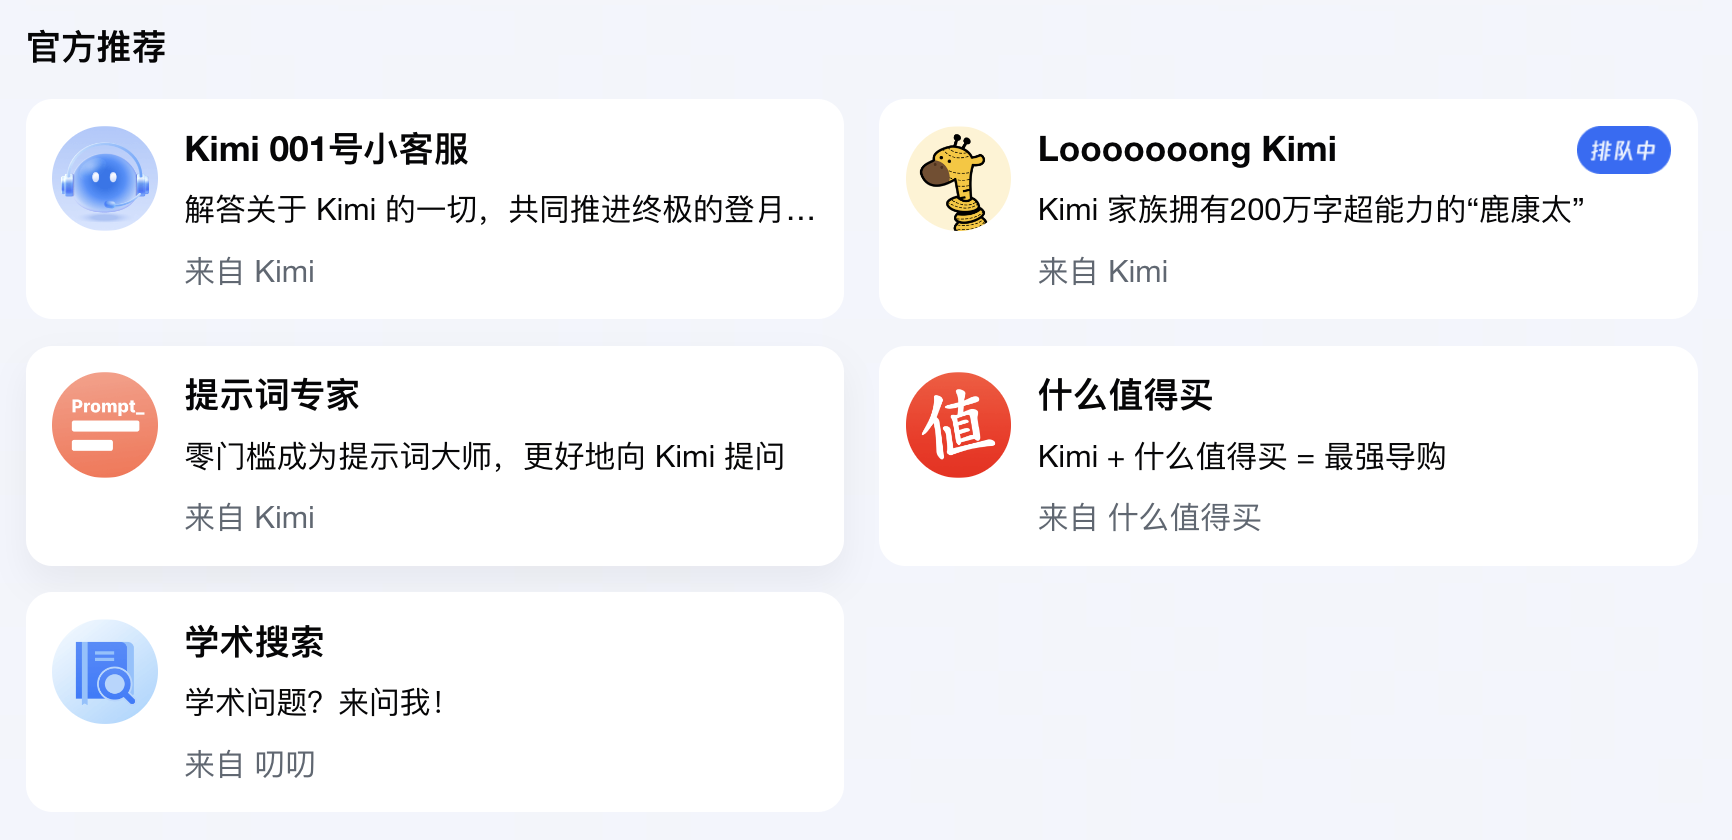 官方推荐
Kimi 001号小客服
解答关于 Kimi 的一切，共同推进终极的登月...
来自 Kimi
Looooooong Kimi
排队中
Kimi 家族拥有200万字超能力的“鹿康太”
来自 Kimi
Prompt_
提示词专家
零门槛成为提示词大师，更好地向 Kimi 提问
来自 Kimi
值
什么值得买
Kimi + 什么值得买 = 最强导购
来自 什么值得买
学术搜索
学术问题？来问我！
来自 叨叨